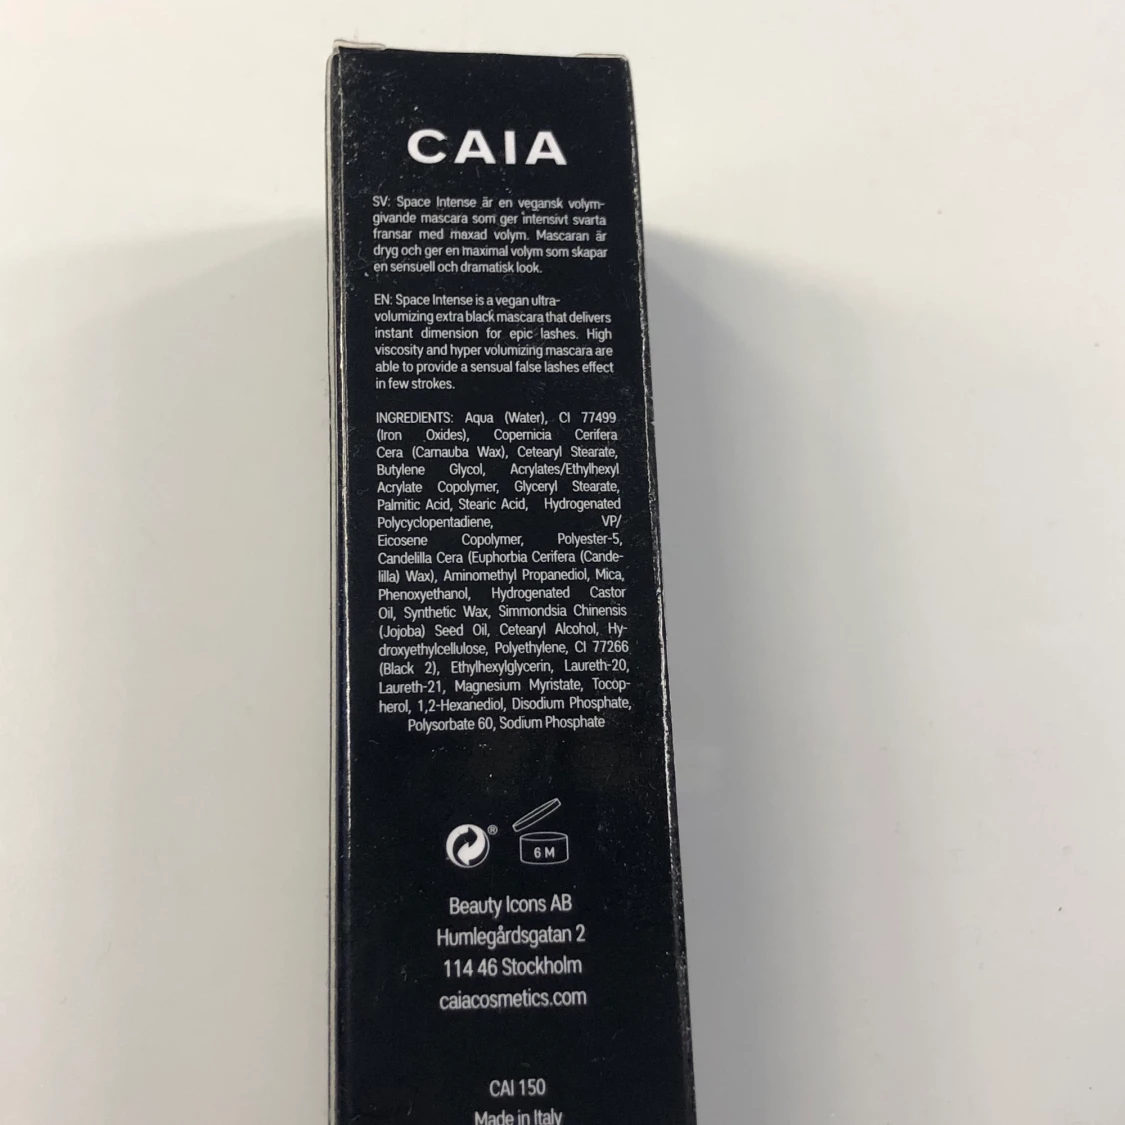 CAIA
SV: Space Intense är en vegansk volym-
givande mascara som ger intensivt svarta
fransar med maxad volym. Mascaran är
dryg och ger en maximal volym som skapar
en sensuell och dramatisk look.
EN: Space Intense is a vegan ultra-
volumizing extra black mascara that delivers
instant dimension for epic lashes. High
viscosity and hyper volumizing mascara are
able to provide a sensual false lashes effect
in few strokes.
INGREDIENTS: Aqua (Water), CI 77499
(Iron Oxides), Copernicia Cerifera
Cera (Carnauba Wax), Cetearyl Stearate,
Butylene Glycol, Acrylates/Ethylhexyl
Acrylate Copolymer, Glyceryl Stearate,
Palmitic Acid, Stearic Acid, Hydrogenated
Polycyclopentadiene, VP/
Eicosene Copolymer, Polyester-5,
Candelilla Cera (Euphorbia Cerifera (Cande-
lilla) Wax), Aminomethyl Propanediol, Mica,
Phenoxyethanol, Hydrogenated Castor
Oil, Synthetic Wax, Simmondsia Chinensis
(Jojoba) Seed Oil, Cetearyl Alcohol, Hy-
droxyethylcellulose, Polyethylene, CI 77266
(Black 2), Ethylhexylglycerin, Laureth-20,
Laureth-21, Magnesium Myristate, Tocop-
herol, 1,2-Hexanediol, Disodium Phosphate,
Polysorbate 60, Sodium Phosphate
® 6 M
Beauty Icons AB
Humlegårdsgatan 2
114 46 Stockholm
caiacosmetics.com
CAI 150
Made in Italy